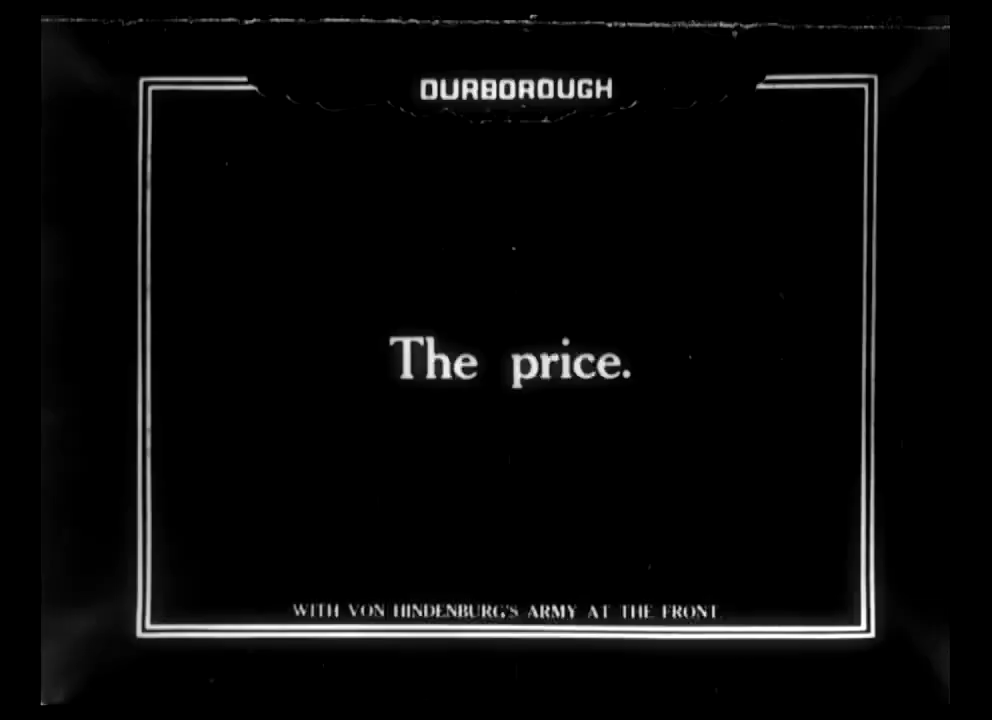 DURBOROUGH
The price.
WITH VON HINDENBURG'S ARMY AT THE FRONT